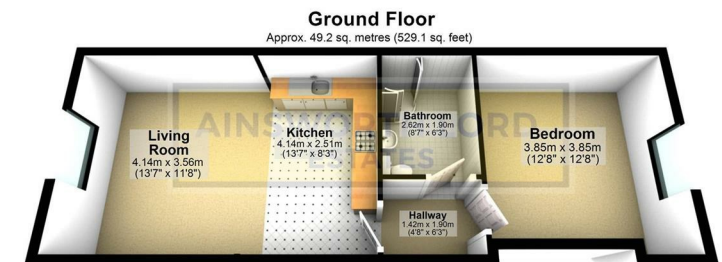 Ground Floor
Approx. 49.2 sq. metres (529.1 sq. feet)
Living
Room
4.14m x 3.56m
(13'7" x 11'8")
Kitchen
4.14m x 2.51m
(13'7" x 8'3")
Bathroom
2.62m x 1.90m
(8'7" x 6'3")
Bedroom
3.85m x 3.85m
(12'8" x 12'8")
Hallway
1.42m x 1.90m
(4'8" x 6'3")
ESTATES